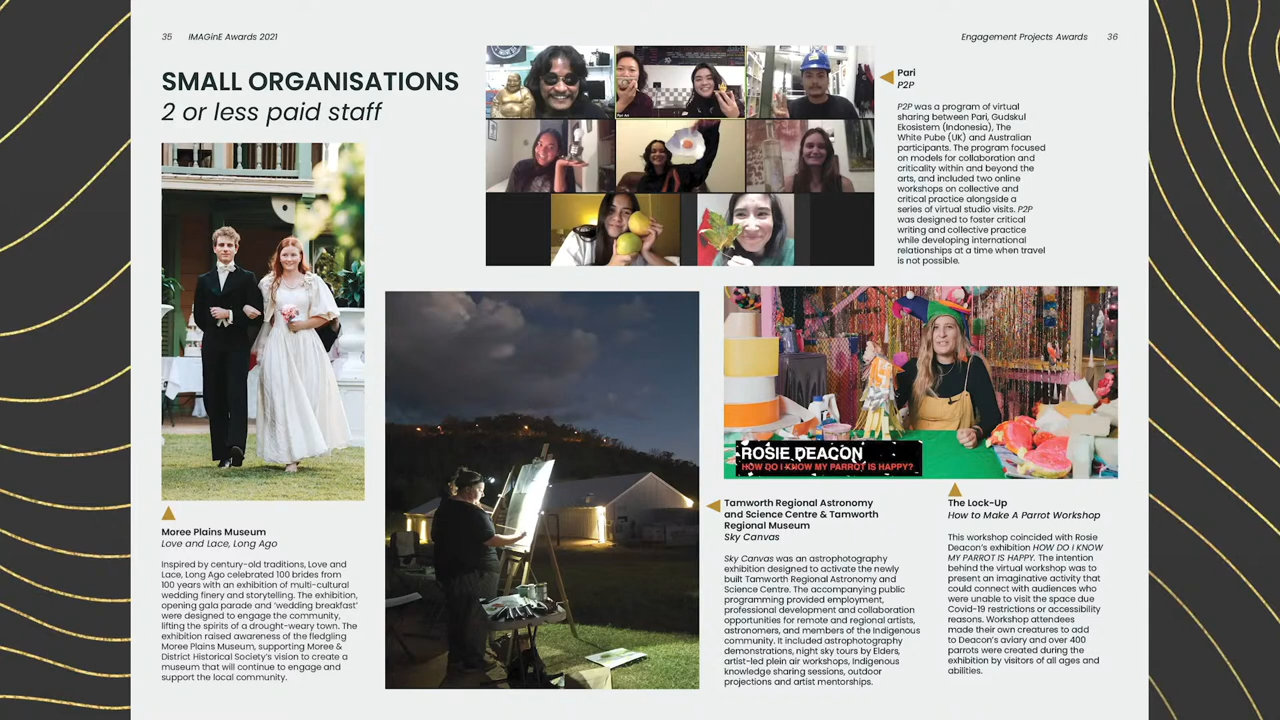 35 IMAGinE Awards 2021
Engagement Projects Awards 36
SMALL ORGANISATIONS
2 or less paid staff
Pari
P2P
P2P was a program of virtual
sharing between Pari, Gudskul
Ekosistem (Indonesia), The
White Pube (UK) and Australian
participants. The program focused
on models for collaboration and
criticality within and beyond the
arts, and included two online
workshops on collective and
critical practice alongside a
series of virtual studio visits. P2P
was designed to foster critical
writing and collective practice
while developing international
relationships at a time when travel
is not possible.
ROSIE DEACON
HOW DO I KNOW MY PARROT IS HAPPY?
Moree Plains Museum
Love and Lace, Long Ago
Inspired by century-old traditions, Love and
Lace, Long Ago celebrated 100 brides from
100 years with an exhibition of multi-cultural
wedding finery and storytelling. The exhibition,
opening gala parade and 'wedding breakfast'
were designed to engage the community,
lifting the spirits of a drought-weary town. The
exhibition raised awareness of the fledgling
Moree Plains Museum, supporting Moree &
District Historical Society's vision to create a
museum that will continue to engage and
support the local community.
Tamworth Regional Astronomy
and Science Centre & Tamworth
Regional Museum
Sky Canvas
Sky Canvas was an astrophotography
exhibition designed to activate the newly
built Tamworth Regional Astronomy and
Science Centre. The accompanying public
programming provided employment,
professional development and collaboration
opportunities for remote and regional artists,
astronomers, and members of the Indigenous
community. It included astrophotography
demonstrations, night sky tours by Elders,
artist-led plein air workshops, Indigenous
knowledge sharing sessions, outdoor
projections and artist mentorships.
The Lock-Up
How to Make A Parrot Workshop
This workshop coincided with Rosie
Deacon's exhibition HOW DO I KNOW
MY PARROT IS HAPPY. The intention
behind the virtual workshop was to
present an imaginative activity that
could connect with audiences who
were unable to visit the space due
Covid-19 restrictions or accessibility
reasons. Workshop attendees
made their own creatures to add
to Deacon's aviary and over 400
parrots were created during the
exhibition by visitors of all ages and
abilities.